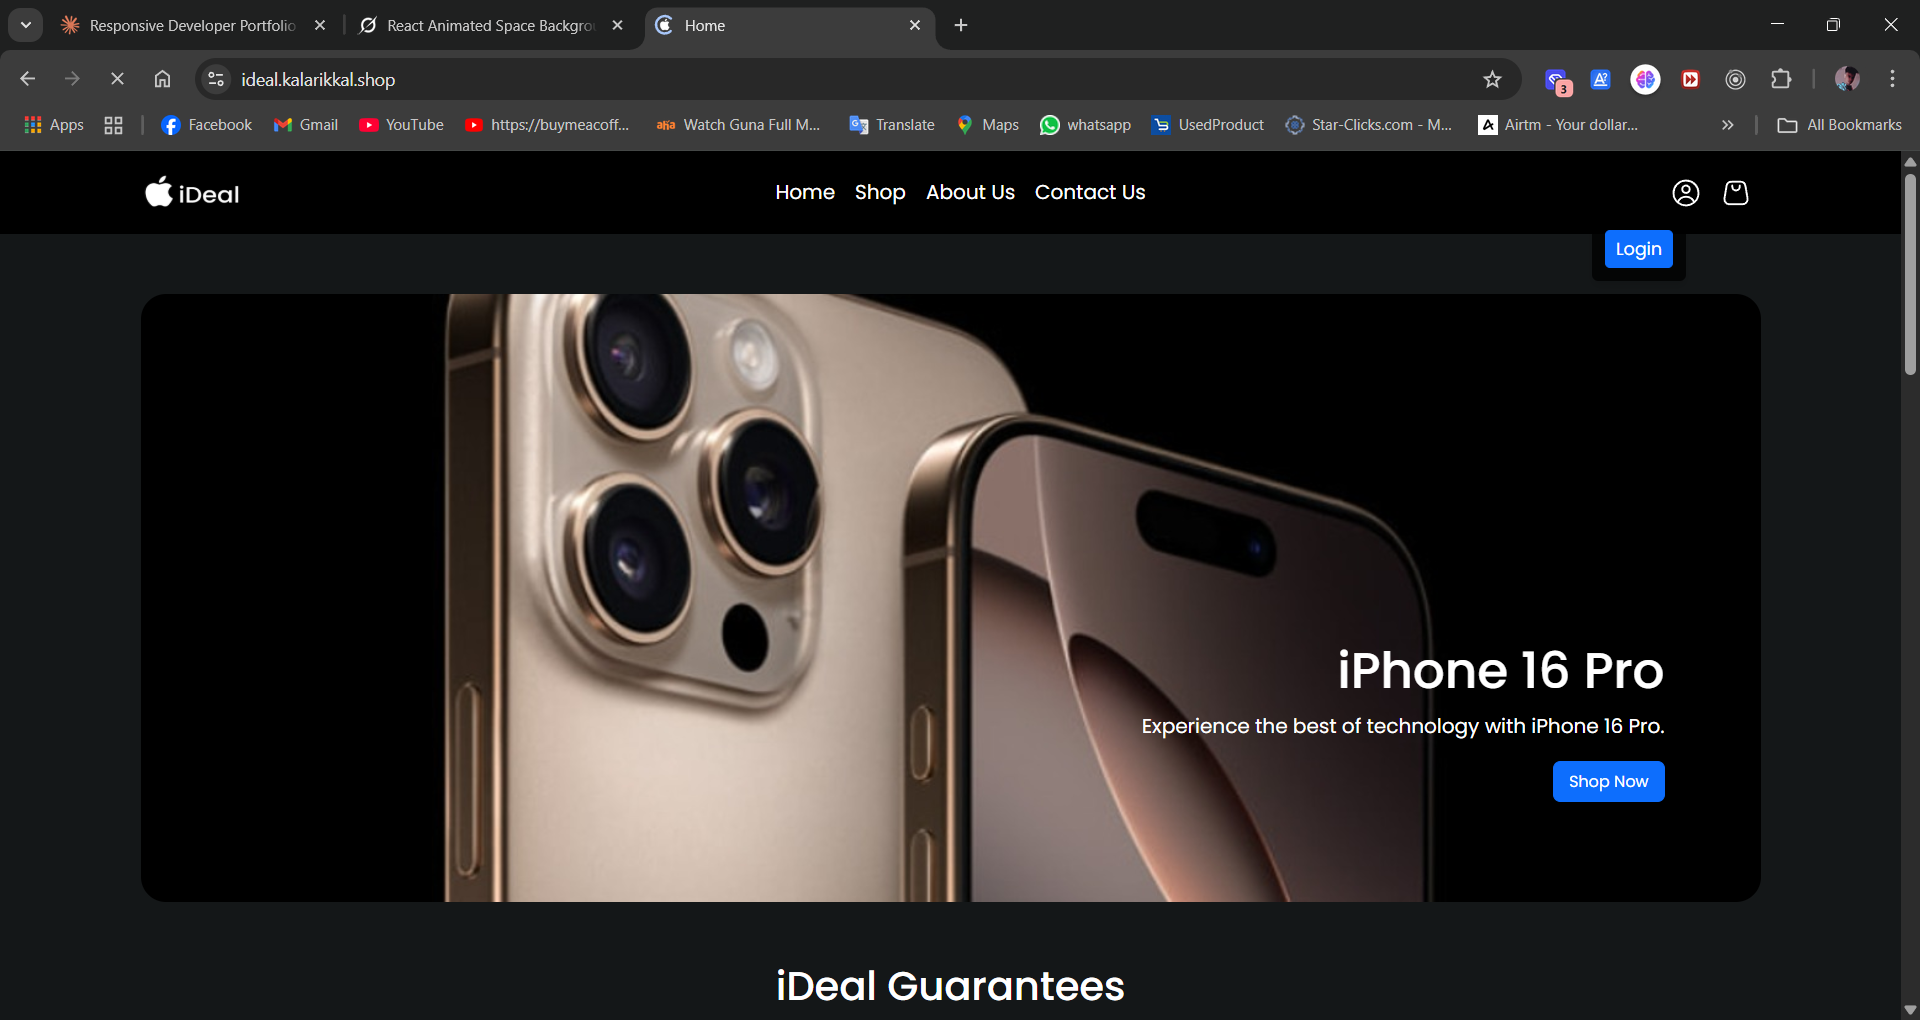 Responsive Developer Portfolio
React Animated Space Backgro
Home
ideal.kalarikkal.shop
3
Apps
Facebook
Gmail
YouTube
https://buymeacoff...
aha Watch Guna Full M...
Translate
Maps
whatsapp
UsedProduct
Star-Clicks.com - M...
Airtm - Your dollar...
All Bookmarks
iDeal
Home Shop About Us Contact Us
Login
iPhone 16 Pro
Experience the best of technology with iPhone 16 Pro.
Shop Now
iDeal Guarantees